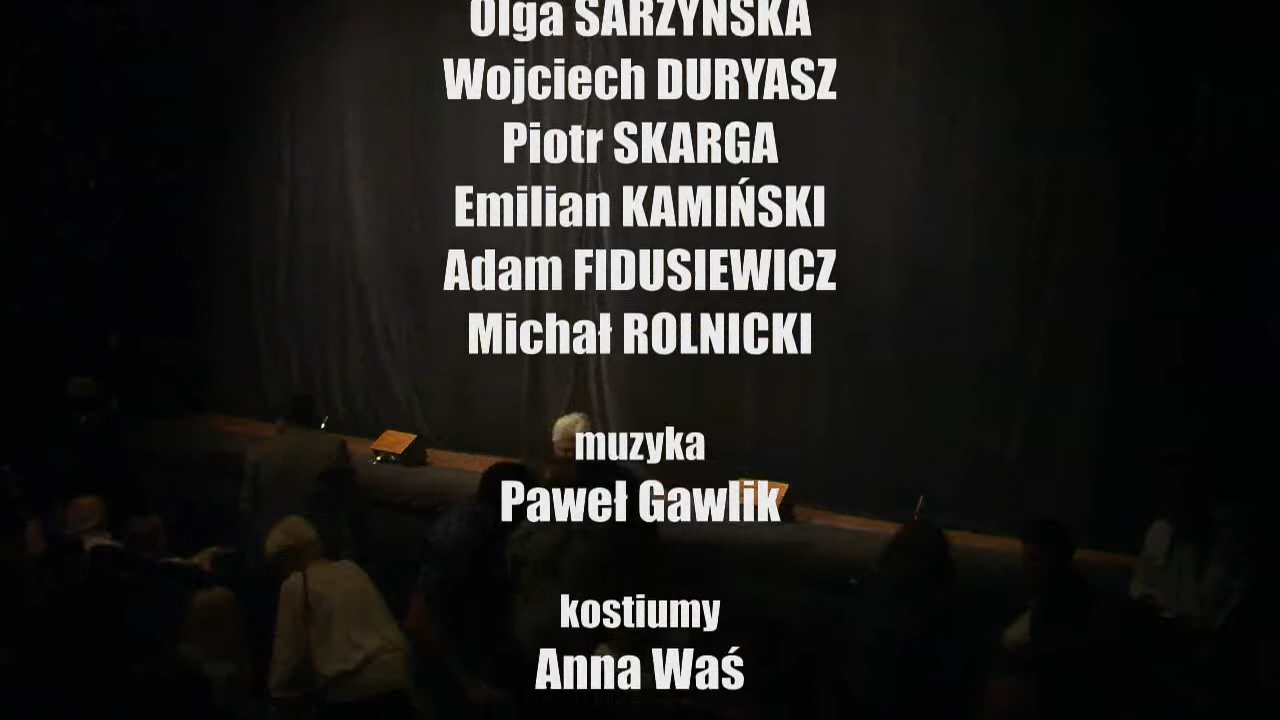 Olga SARZYŃSKA
Wojciech DURYASZ
Piotr SKARGA
Emilian KAMIŃSKI
Adam FIDUSIEWICZ
Michał ROLNICKI
muzyka
Paweł Gawlik
kostiumy
Anna Waś